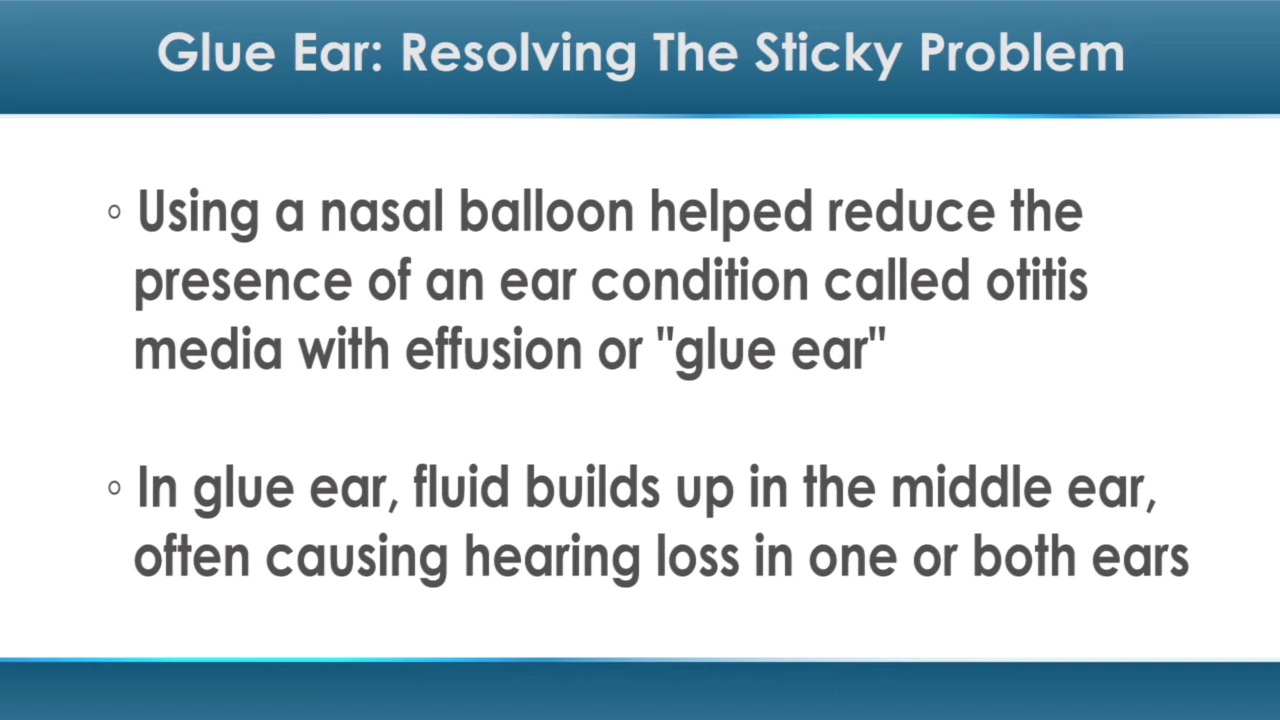 Glue Ear: Resolving The Sticky Problem
◦ Using a nasal balloon helped reduce the
presence of an ear condition called otitis
media with effusion or "glue ear"
◦ In glue ear, fluid builds up in the middle ear,
often causing hearing loss in one or both ears